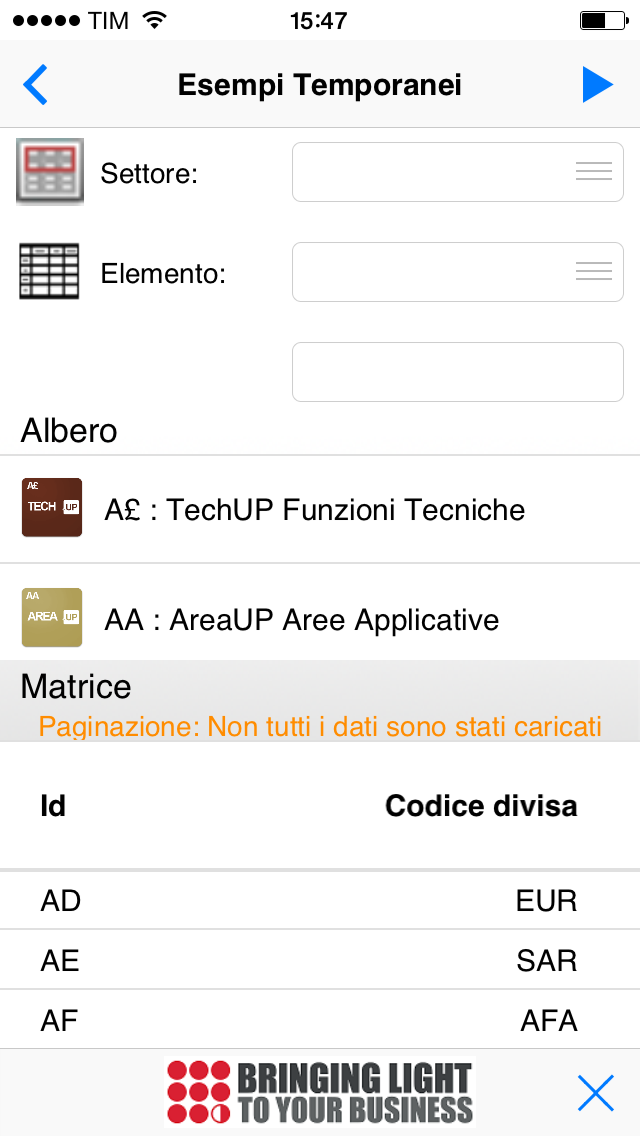 TIM 15:47
Esempi Temporanei
Settore:
Elemento:
Albero
A£
TECH UP
A£ : TechUP Funzioni Tecniche
AA
AREA UP
AA : AreaUP Aree Applicative
Matrice
Paginazione: Non tutti i dati sono stati caricati
Id Codice divisa
AD EUR
AE SAR
AF AFA
BRINGING LIGHT
TO YOUR BUSINESS